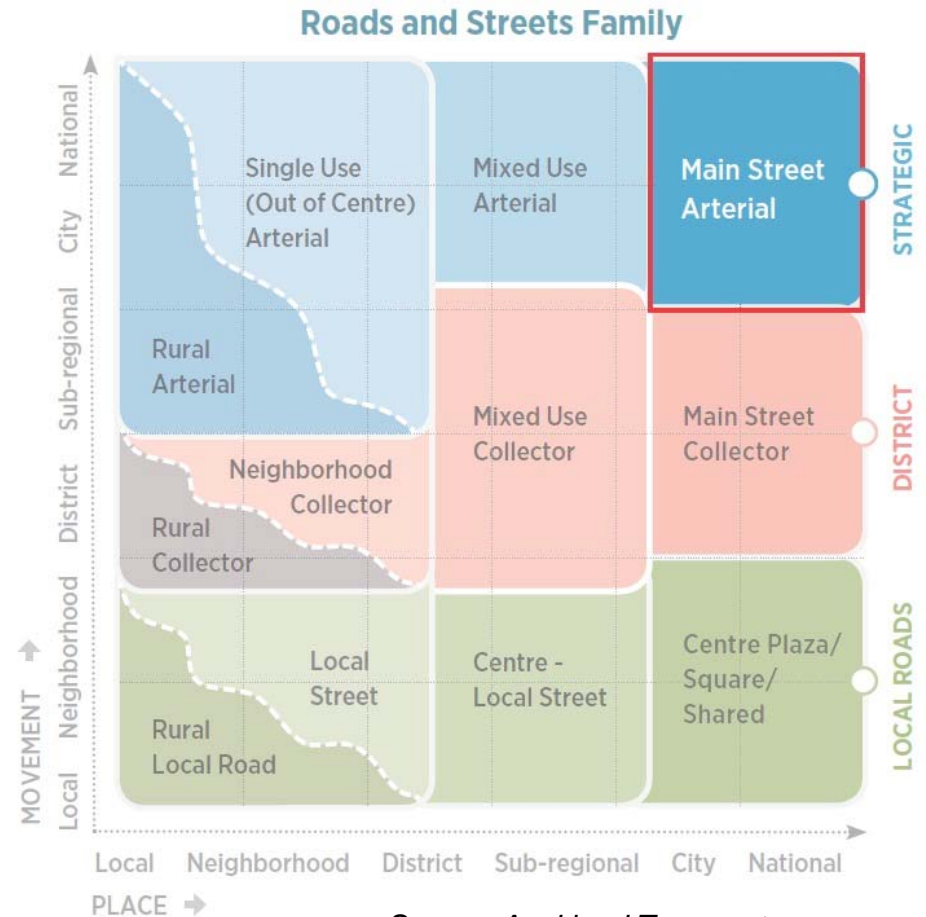 Roads and Streets Family
National
City
Sub-regional
District
Neighborhood
Local
MOVEMENT
Single Use
(Out of Centre)
Arterial
Mixed Use
Arterial
Main Street
Arterial
STRATEGIC
Rural
Arterial
Mixed Use
Collector
Main Street
Collector
DISTRICT
Neighborhood
Collector
Rural
Collector
Local
Street
Centre -
Local Street
Centre Plaza/
Square/
Shared
LOCAL ROADS
Rural
Local Road
Local Neighborhood District Sub-regional City National
PLACE